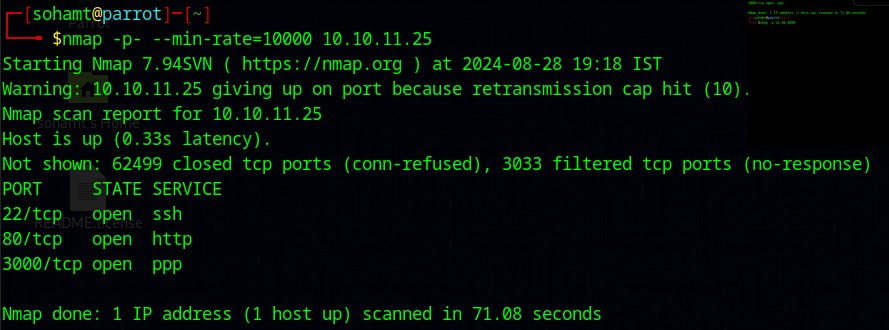 [sohamt@parrot]-[~]
$nmap -p- --min-rate=10000 10.10.11.25
Starting Nmap 7.94SVN ( https://nmap.org ) at 2024-08-28 19:18 IST
Warning: 10.10.11.25 giving up on port because retransmission cap hit (10).
Nmap scan report for 10.10.11.25
sohamt's Home
Host is up (0.33s latency).
Not shown: 62499 closed tcp ports (conn-refused), 3033 filtered tcp ports (no-response)
PORT     STATE SERVICE
22/tcp   open  ssh
README.license
80/tcp   open  http
3000/tcp open  ppp
Nmap done: 1 IP address (1 host up) scanned in 71.08 seconds